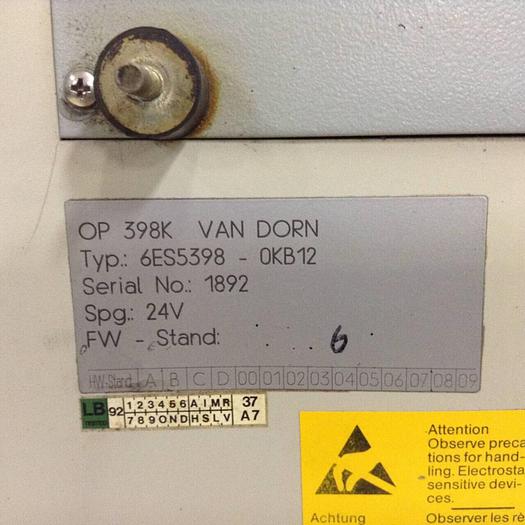 OP 398K VAN DORN
Typ.: 6ES5398 - 0KB12
Serial No.: 1892
Spg.: 24V
FW - Stand: 6
HW-Stand A B C D 00 01 02 03 04 05 06 07 08 09
LB 92 1 2 3 4 5 6 A I M R 37
7 8 9 O N D H S L V A7
Attention
Observe preca
tions for hand-
ling. Electrosta
sensitive devi-
ces.
Achtung Observer les rè